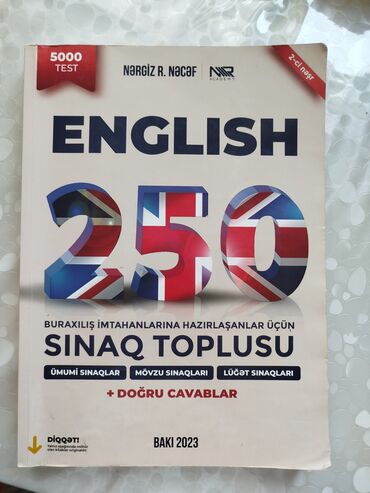 5000
TEST
NƏRGİZ R. NƏCƏF
NR
ACADEMY
2-ci nəşr
ENGLISH
250
BURAXILIŞ İMTAHANLARINA HAZIRLAŞANLAR ÜÇÜN
SINAQ TOPLUSU
ÜMUMİ SINAQLAR
MÖVZU SINAQLARI
LÜĞƏT SINAQLARI
+ DOĞRU CAVABLAR
DİQQƏT!
BAKI 2023